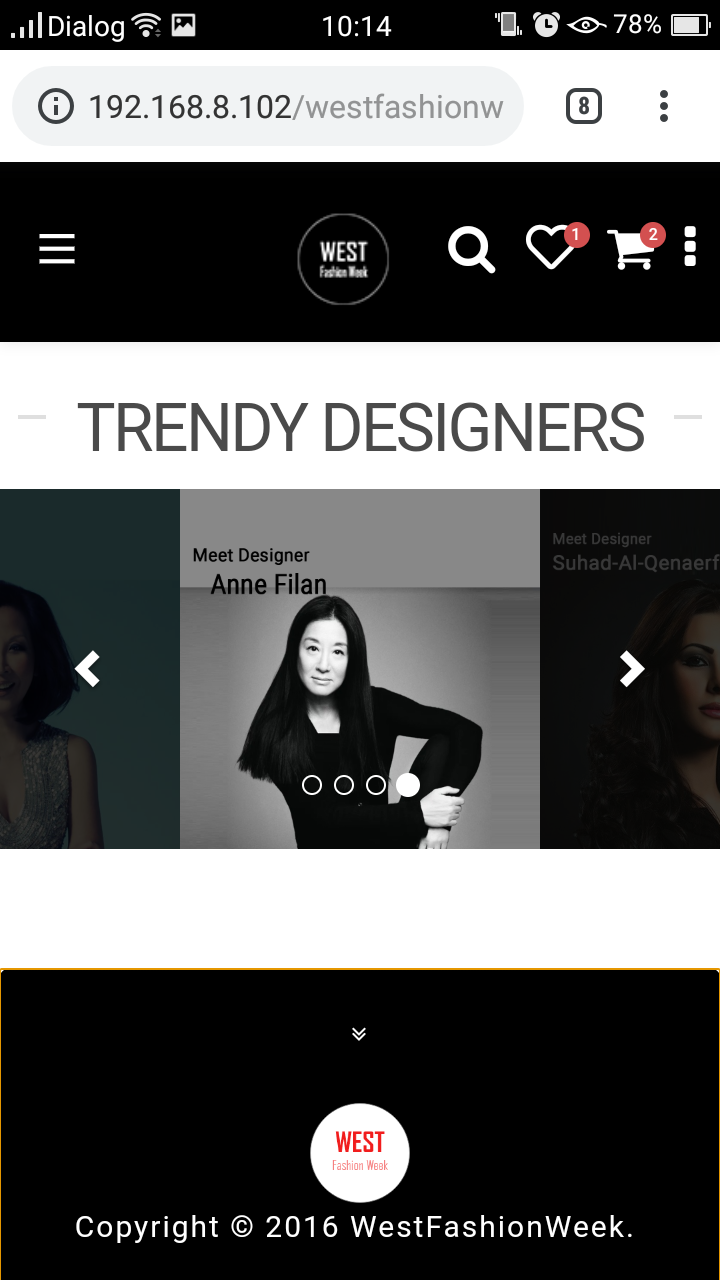 Dialog 10:14 78%
192.168.8.102/westfashionw 8
WEST
Fashion Week
1 2
TRENDY DESIGNERS
Meet Designer
Anne Filan
Meet Designer
Suhad-Al-Qenaerf
WEST
Fashion Week
Copyright © 2016 WestFashionWeek.